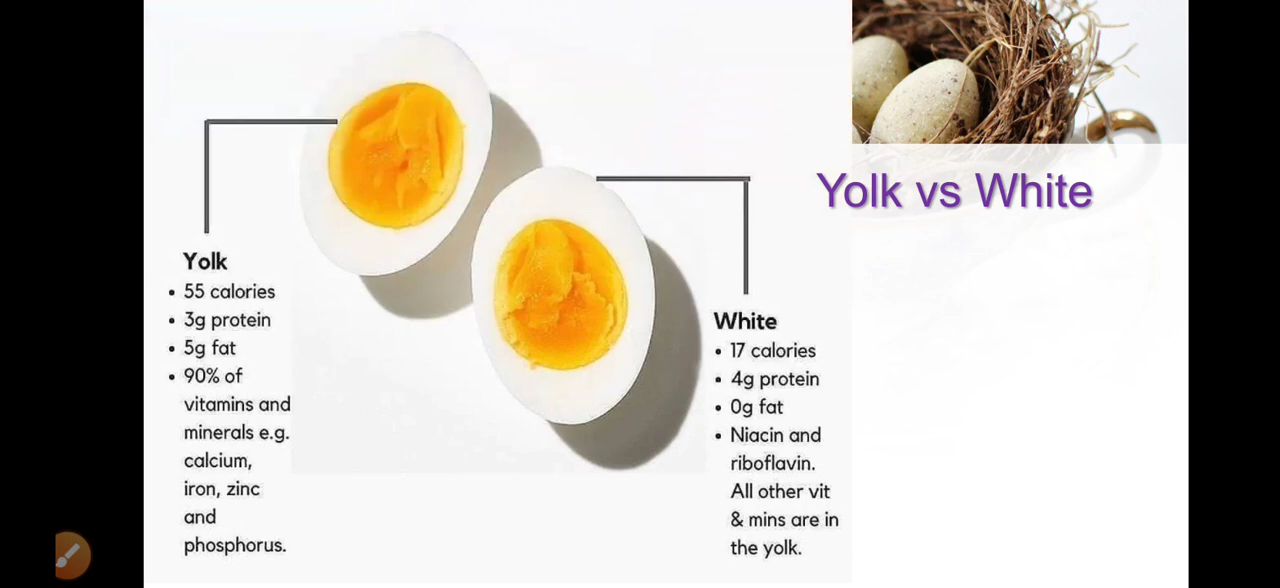 Yolk vs White
Yolk
• 55 calories
• 3g protein
• 5g fat
• 90% of
vitamins and
minerals e.g.
calcium,
iron, zinc
and
phosphorus.
White
• 17 calories
• 4g protein
• 0g fat
• Niacin and
riboflavin.
All other vit
& mins are in
the yolk.